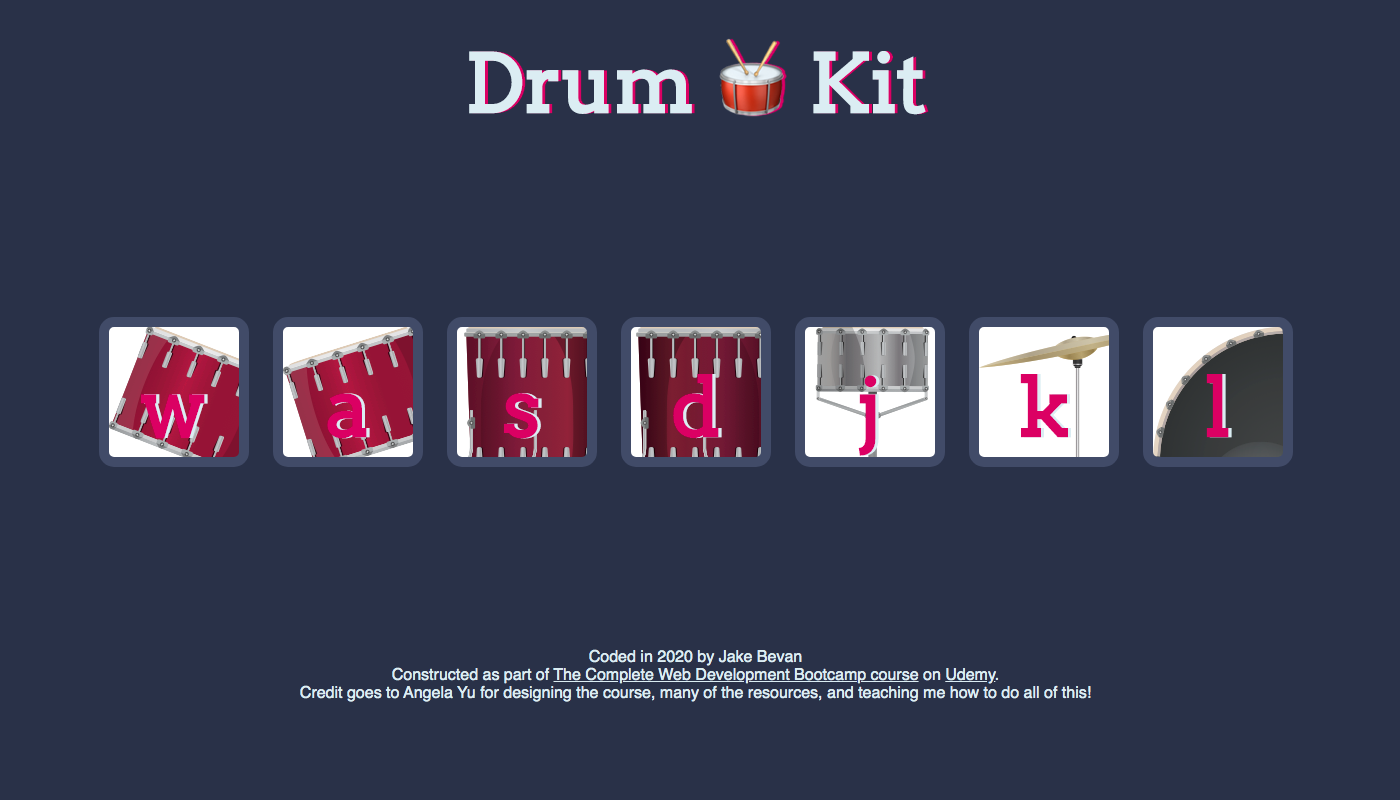 Drum 🥁 Kit
w a s d j k l
Coded in 2020 by Jake Bevan
Constructed as part of The Complete Web Development Bootcamp course on Udemy.
Credit goes to Angela Yu for designing the course, many of the resources, and teaching me how to do all of this!